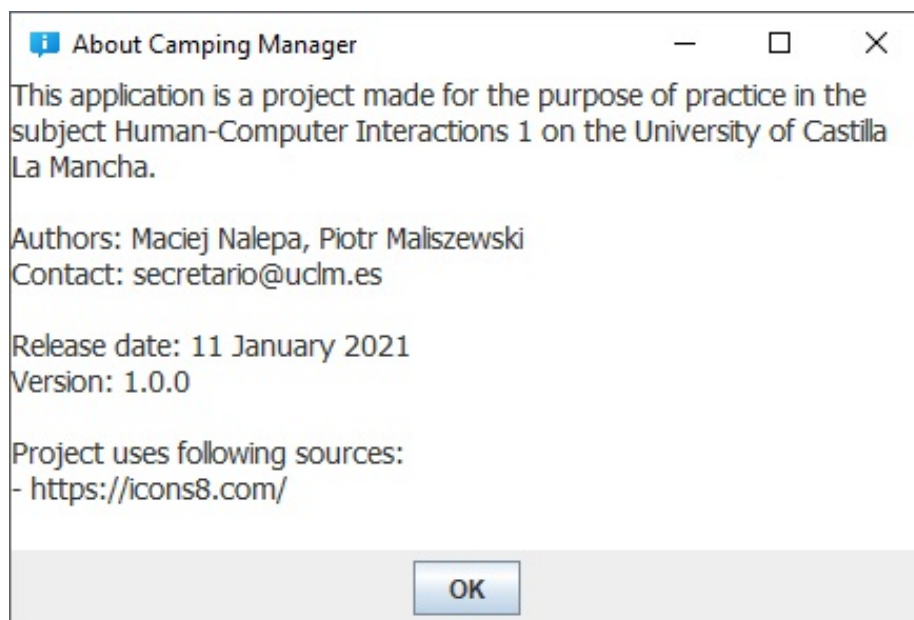 About Camping Manager
This application is a project made for the purpose of practice in the
subject Human-Computer Interactions 1 on the University of Castilla
La Mancha.
Authors: Maciej Nalepa, Piotr Maliszewski
Contact: secretario@uclm.es
Release date: 11 January 2021
Version: 1.0.0
Project uses following sources:
- https://icons8.com/
OK